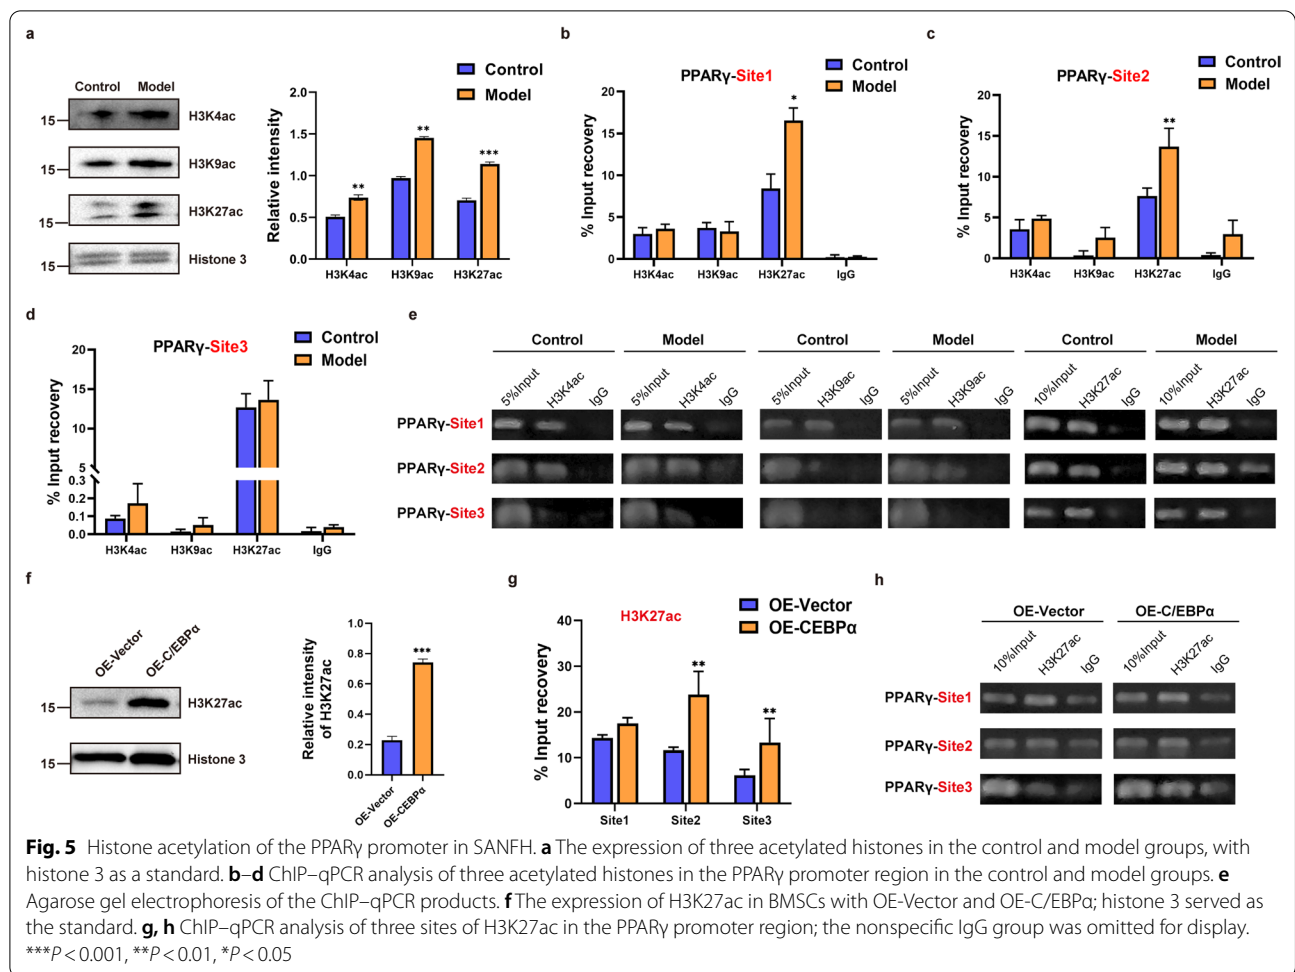 a
Control Model
15
H3K4ac
H3K9ac
15
H3K27ac
15
Histone 3
Control
Model
Relative intensity
2.0
1.5
1.0
0.5
0.0
** ** ***
H3K4ac H3K9ac H3K27ac
b
PPARγ-Site1
Control
Model
% Input recovery
20
15
10
5
0
*
H3K4ac H3K9ac H3K27ac IgG
c
PPARγ-Site2
Control
Model
% Input recovery
20
15
10
5
0
**
H3K4ac H3K9ac H3K27ac IgG
d
PPARγ-Site3
Control
Model
% Input recovery
20
15
10
5
0.3
0.2
0.1
0.0
H3K4ac H3K9ac H3K27ac IgG
e
Control Model Control Model Control Model
5%Input H3K4ac IgG 5%Input H3K4ac IgG 5%Input H3K9ac IgG 5%Input H3K9ac IgG 10%Input H3K27ac IgG 10%Input H3K27ac IgG
PPARγ-Site1
PPARγ-Site2
PPARγ-Site3
f
OE-Vector OE-C/EBPα
15
H3K27ac
15
Histone 3
Relative intensity
of H3K27ac
1.0
0.8
0.6
0.4
0.2
0.0
***
OE-Vector OE-CEBPα
g
H3K27ac
OE-Vector
OE-CEBPα
% Input recovery
40
30
20
10
0
** **
Site1 Site2 Site3
h
OE-Vector OE-C/EBPα
10%Input H3K27ac IgG 10%Input H3K27ac IgG
PPARγ-Site1
PPARγ-Site2
PPARγ-Site3
Fig. 5 Histone acetylation of the PPARγ promoter in SANFH. a The expression of three acetylated histones in the control and model groups, with
histone 3 as a standard. b–d ChIP–qPCR analysis of three acetylated histones in the PPARγ promoter region in the control and model groups. e
Agarose gel electrophoresis of the ChIP–qPCR products. f The expression of H3K27ac in BMSCs with OE-Vector and OE-C/EBPα; histone 3 served as
the standard. g, h ChIP–qPCR analysis of three sites of H3K27ac in the PPARγ promoter region; the nonspecific IgG group was omitted for display.
***P < 0.001, **P < 0.01, *P < 0.05